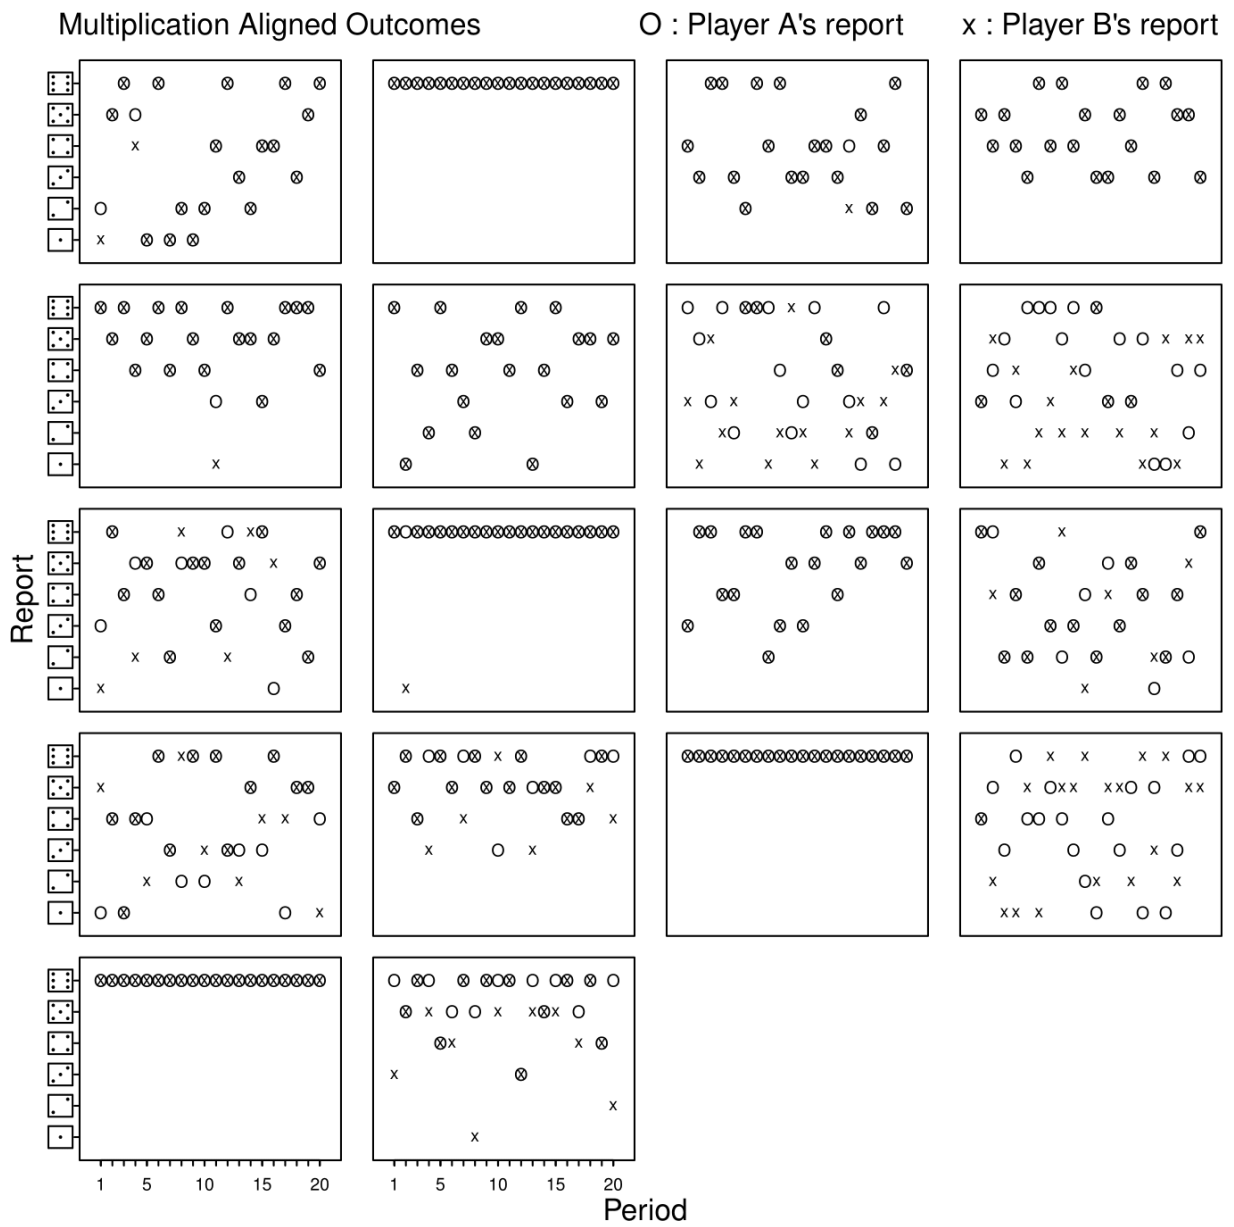 Multiplication Aligned Outcomes O : Player A's report x : Player B's report
Report
1 5 10 15 20 1 5 10 15 20
Period